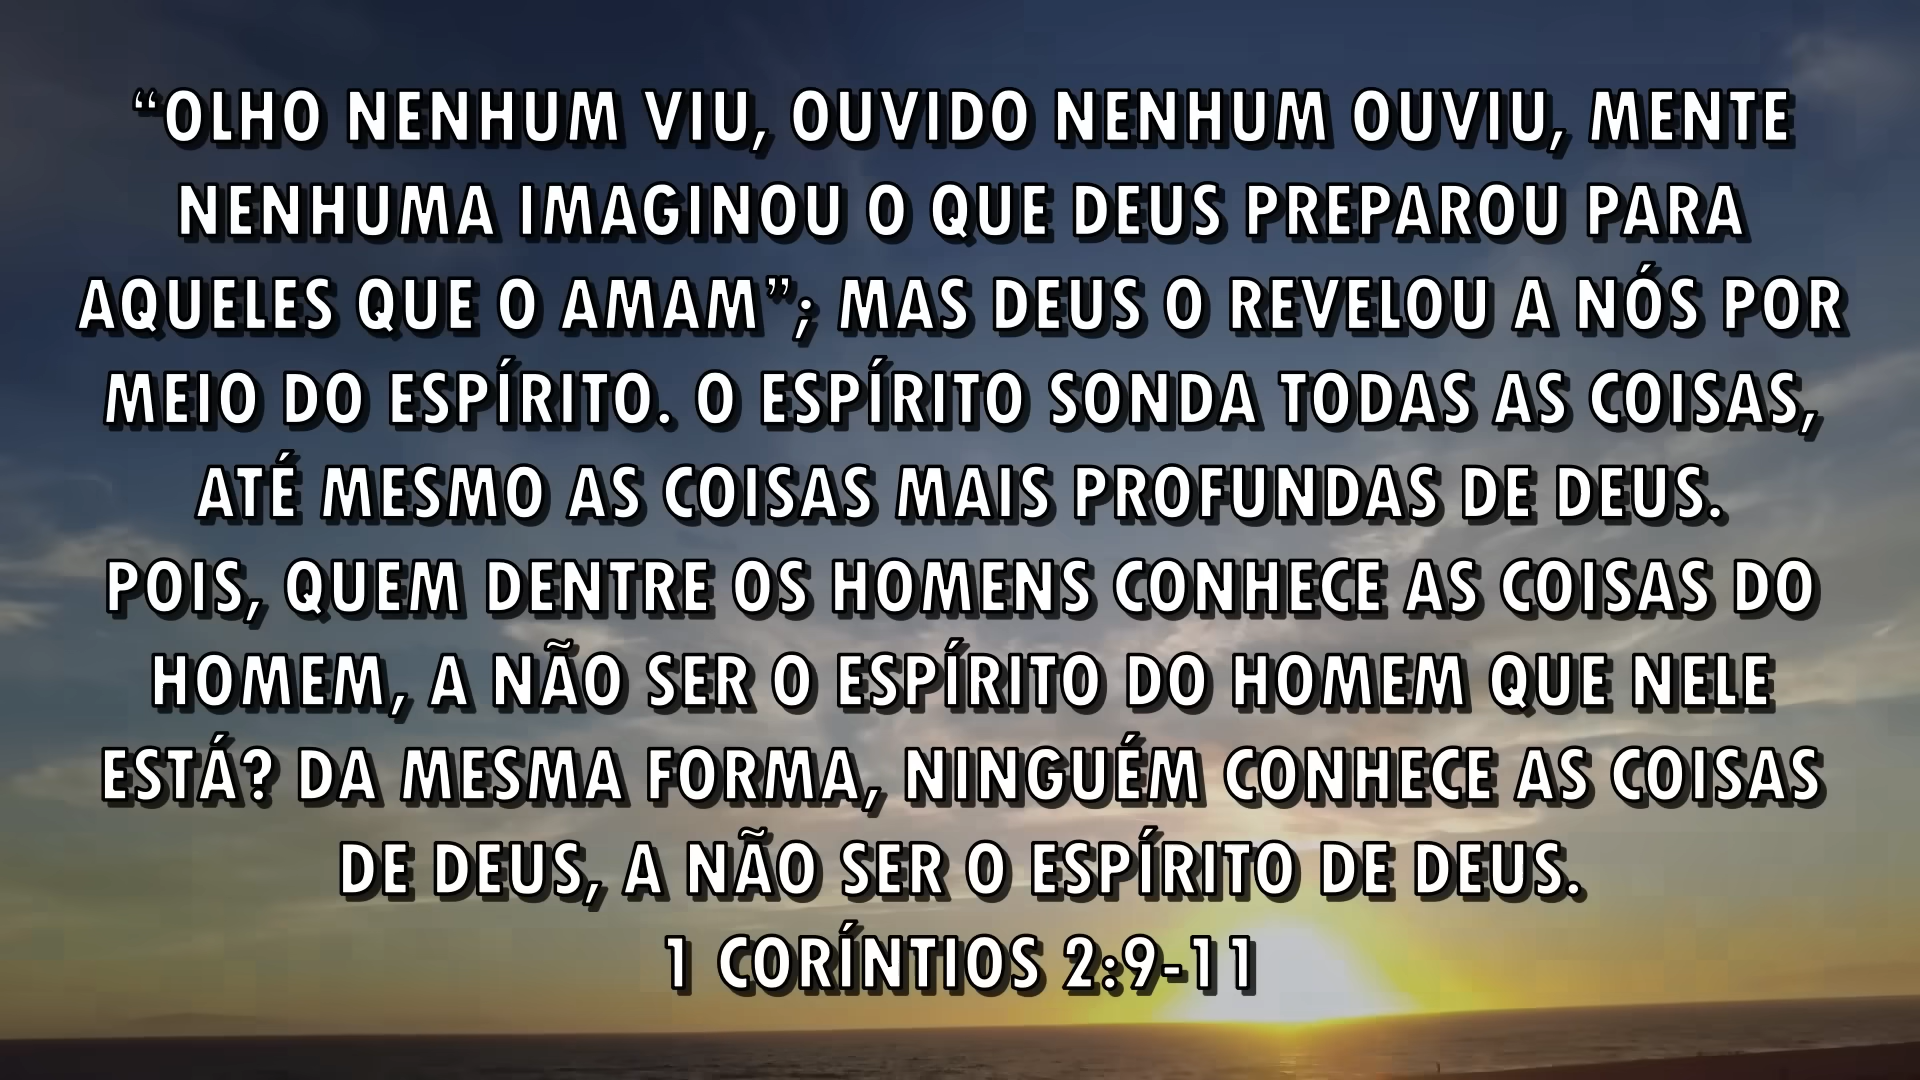 “OLHO NENHUM VIU, OUVIDO NENHUM OUVIU, MENTE
NENHUMA IMAGINOU O QUE DEUS PREPAROU PARA
AQUELES QUE O AMAM”; MAS DEUS O REVELOU A NÓS POR
MEIO DO ESPÍRITO. O ESPÍRITO SONDA TODAS AS COISAS,
ATÉ MESMO AS COISAS MAIS PROFUNDAS DE DEUS.
POIS, QUEM DENTRE OS HOMENS CONHECE AS COISAS DO
HOMEM, A NÃO SER O ESPÍRITO DO HOMEM QUE NELE
ESTÁ? DA MESMA FORMA, NINGUÉM CONHECE AS COISAS
DE DEUS, A NÃO SER O ESPÍRITO DE DEUS.
1 CORÍNTIOS 2:9-11